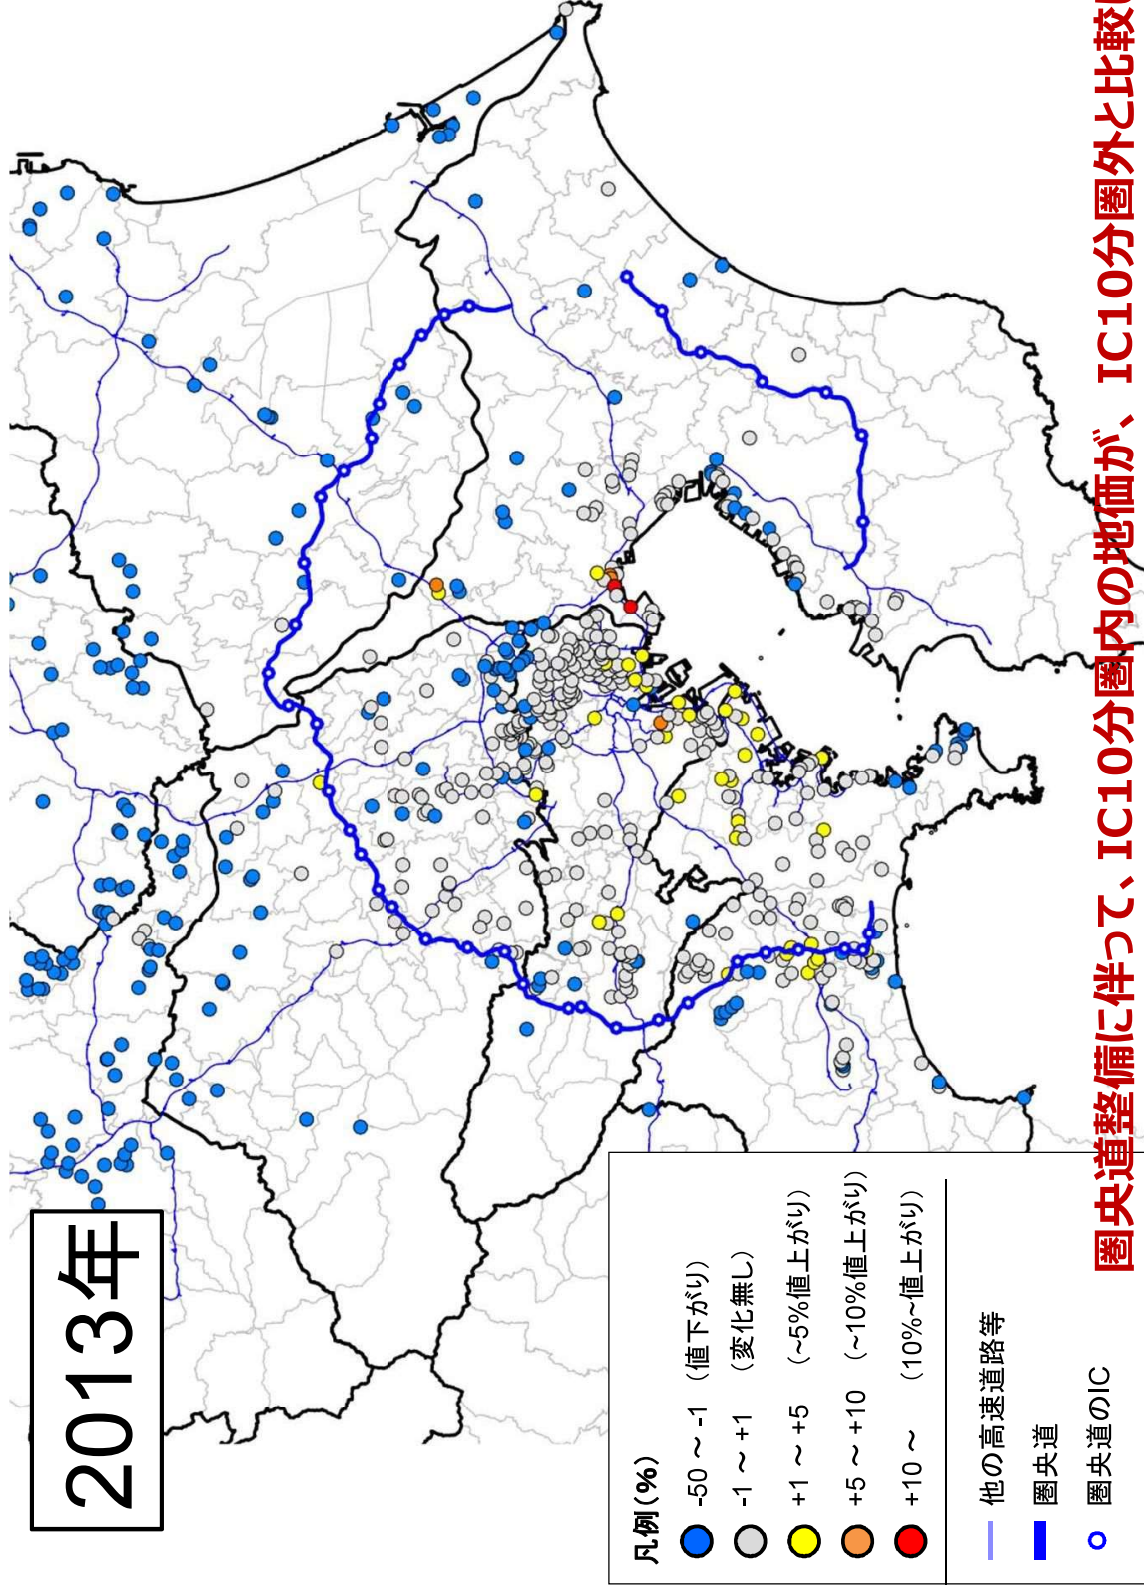 2013年
凡例(%)
-50 ～ -1 （値下がり）
-1 ～ +1 （変化無し）
+1 ～ +5 （~5%値上がり）
+5 ～ +10 （~10%値上がり）
+10 ～ （10%~値上がり）
他の高速道路等
圏央道
圏央道のIC
圏央道整備に伴って、IC10分圏内の地価が、IC10分圏外と比較